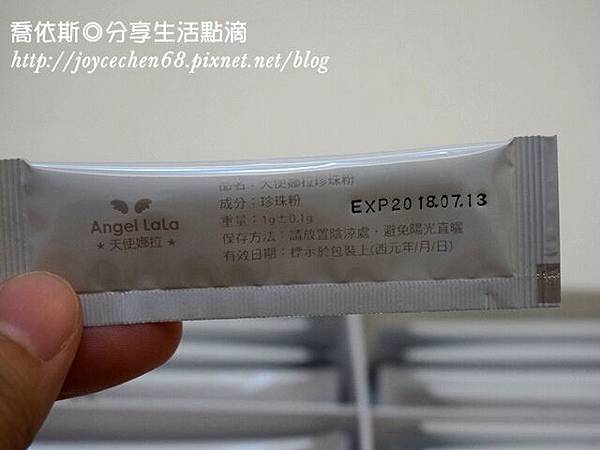 喬依斯◎分享生活點滴
http://joycechen68.pixnet.net/blog
Angel LaLa
★ 天使娜拉 ★
品名：天使娜拉珍珠粉
成分：珍珠粉
重量：1g±0.1g
保存方法：請放置陰涼處，避免陽光直曬
有效日期：標示於包裝上(西元年/月/日)
EXP2018.07.13